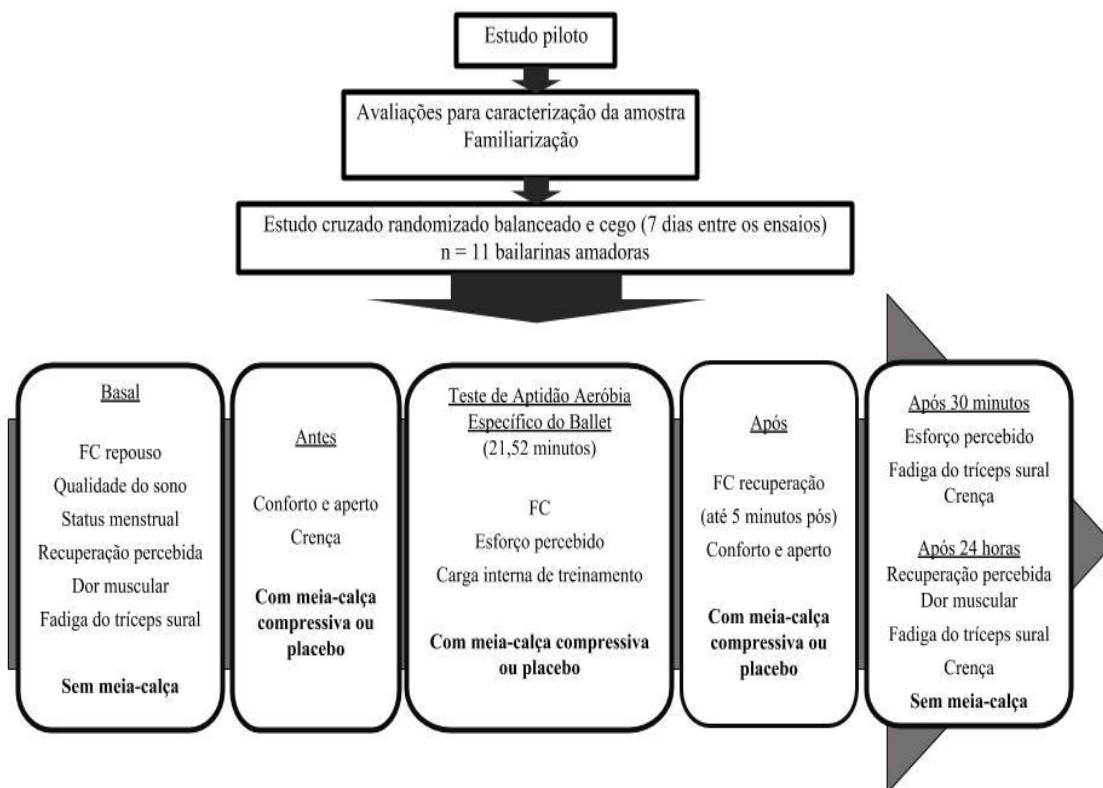 Estudo piloto
Avaliações para caracterização da amostra
Familiarização
Estudo cruzado randomizado balanceado e cego (7 dias entre os ensaios)
n = 11 bailarinas amadoras
Basal
FC repouso
Qualidade do sono
Status menstrual
Recuperação percebida
Dor muscular
Fadiga do tríceps sural
Sem meia-calça
Antes
Conforto e aperto
Crença
Com meia-calça
compressiva ou
placebo
Teste de Aptidão Aeróbia
Específico do Ballet
(21,52 minutos)
FC
Esforço percebido
Carga interna de treinamento
Com meia-calça compressiva
ou placebo
Após
FC recuperação
(até 5 minutos pós)
Conforto e aperto
Com meia-calça
compressiva ou
placebo
Após 30 minutos
Esforço percebido
Fadiga do tríceps sural
Crença
Após 24 horas
Recuperação percebida
Dor muscular
Fadiga do tríceps sural
Crença
Sem meia-calça